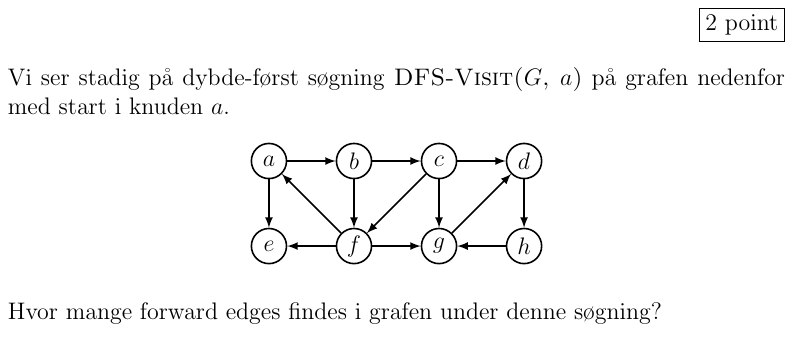 2 point
Vi ser stadig på dybde-først søgning DFS-VISIT(G, a) på grafen nedenfor
med start i knuden a.
a b c d
e f g h
Hvor mange forward edges findes i grafen under denne søgning?